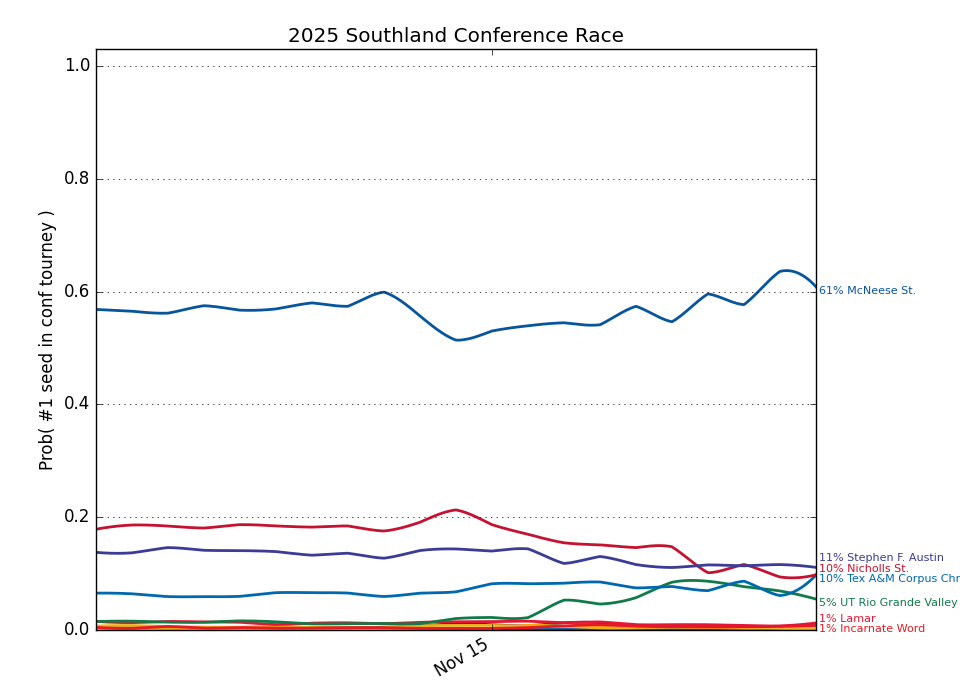 2025 Southland Conference Race
Prob( #1 seed in conf tourney )
1.0
0.8
0.6
0.4
0.2
0.0
Nov 15
61% McNeese St.
11% Stephen F. Austin
10% Nicholls St.
10% Tex A&M Corpus Chr
5% UT Rio Grande Valley
1% Lamar
1% Incarnate Word